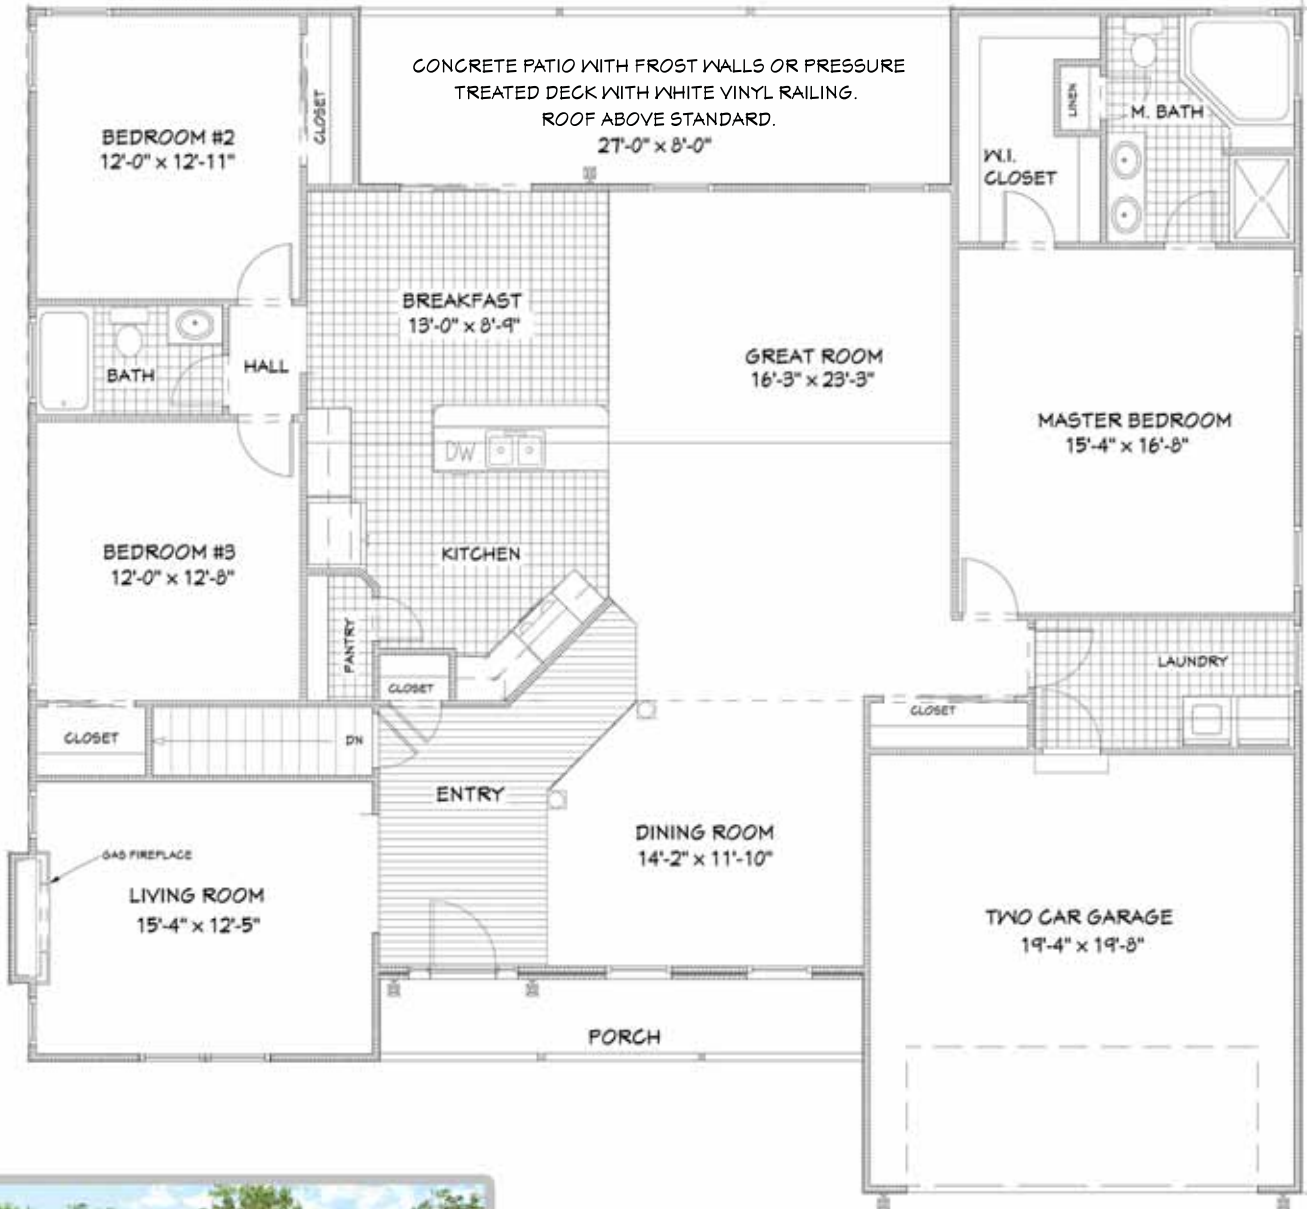 CONCRETE PATIO WITH FROST WALLS OR PRESSURE
TREATED DECK WITH WHITE VINYL RAILING.
ROOF ABOVE STANDARD.
27'-0" x 8'-0"
BEDROOM #2
12'-0" x 12'-11"
CLOSET
LINEN
M. BATH
W.I.
CLOSET
BREAKFAST
13'-0" x 8'-9"
BATH
HALL
GREAT ROOM
16'-3" x 23'-3"
MASTER BEDROOM
15'-4" x 16'-8"
DW
BEDROOM #3
12'-0" x 12'-8"
KITCHEN
PANTRY
CLOSET
LAUNDRY
CLOSET
CLOSET
DN
ENTRY
DINING ROOM
14'-2" x 11'-10"
GAS FIREPLACE
LIVING ROOM
15'-4" x 12'-5"
TWO CAR GARAGE
19'-4" x 19'-8"
PORCH